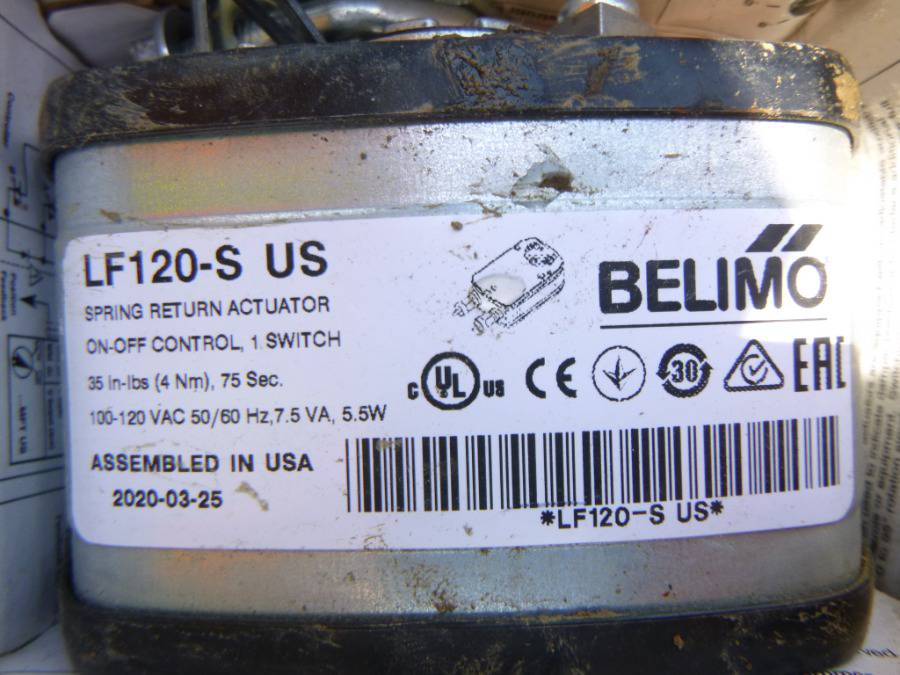 LF120-S US
SPRING RETURN ACTUATOR
ON-OFF CONTROL, 1 SWITCH
35 in-lbs (4 Nm), 75 Sec.
100-120 VAC 50/60 Hz, 7.5 VA, 5.5W
ASSEMBLED IN USA
2020-03-25
BELIMO
c UL US CE 30 EAC
*LF120-S US*